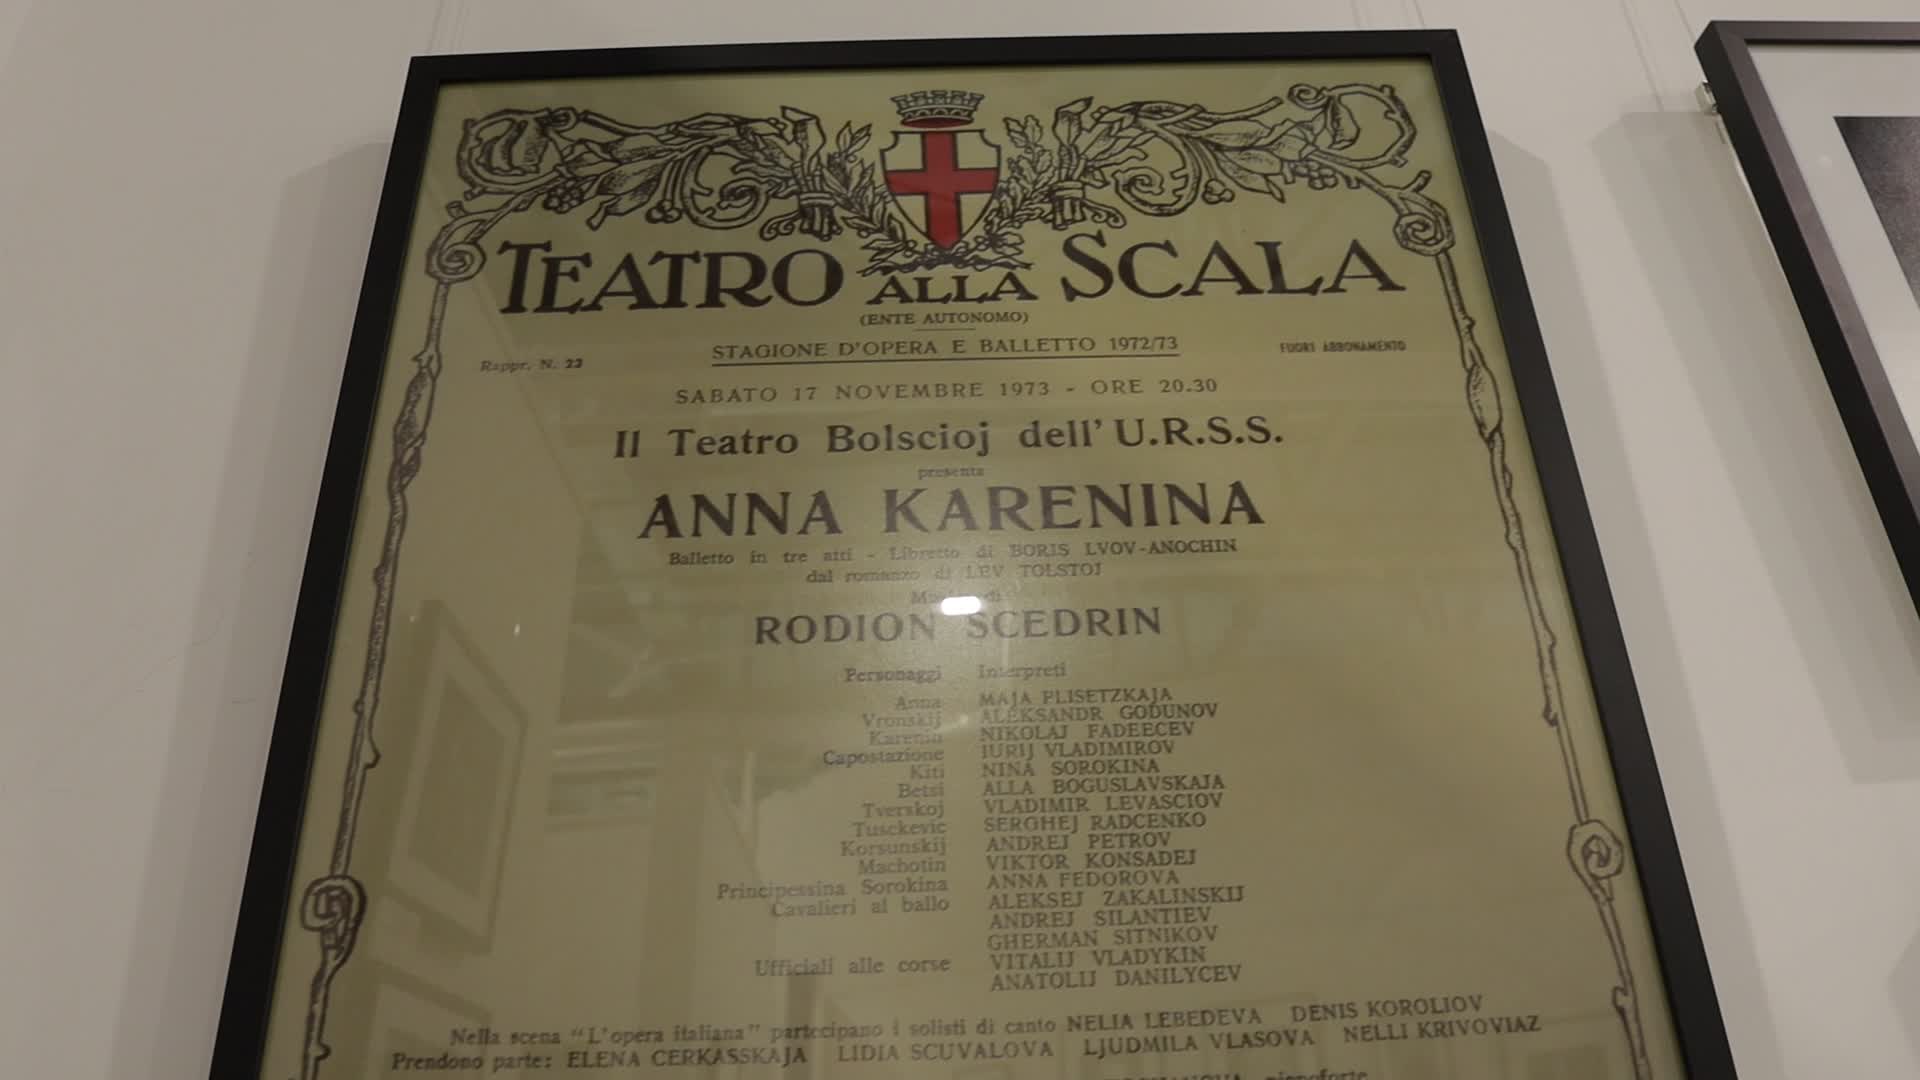 TEATRO ALLA SCALA
(ENTE AUTONOMO)
Rappr. N. 23 STAGIONE D'OPERA E BALLETTO 1972/73 FUORI ABBONAMENTO
SABATO 17 NOVEMBRE 1973 - ORE 20.30
Il Teatro Bolscioj dell' U.R.S.S.
presenta
ANNA KARENINA
Balletto in tre atti - Libretto di BORIS LVOV-ANOCHIN
dal romanzo di LEV TOLSTOJ
di
RODION SCEDRIN
Personaggi Interpreti
Anna MAJA PLISETZKAJA
Vronskij ALEKSANDR GODUNOV
Karenin NIKOLAJ FADEECEV
Capostazione JURIJ VLADIMIROV
Kiti NINA SOROKINA
Betsi ALLA BOGUSLAVSKAJA
Tverskoj VLADIMIR LEVASCIOV
Tusckevic SERGHEJ RADCENKO
Korsunskij ANDREJ PETROV
Machotin VIKTOR KONSADEJ
Principessina Sorokina ANNA FEDOROVA
Cavalieri al ballo ALEKSEJ ZAKALINSKIJ
ANDREJ SILANTIEV
GHERMAN SITNIKOV
Ufficiali alle corse VITALIJ VLADYKIN
ANATOLIJ DANILYCEV
Nella scena "L'opera italiana" partecipano i solisti di canto NELIA LEBEDEVA DENIS KOROLIOV
Prendono parte: ELENA CERKASSKAJA LIDIA SCUVALOVA LJUDMILA VLASOVA NELLI KRIVOVIAZ
pianoforte